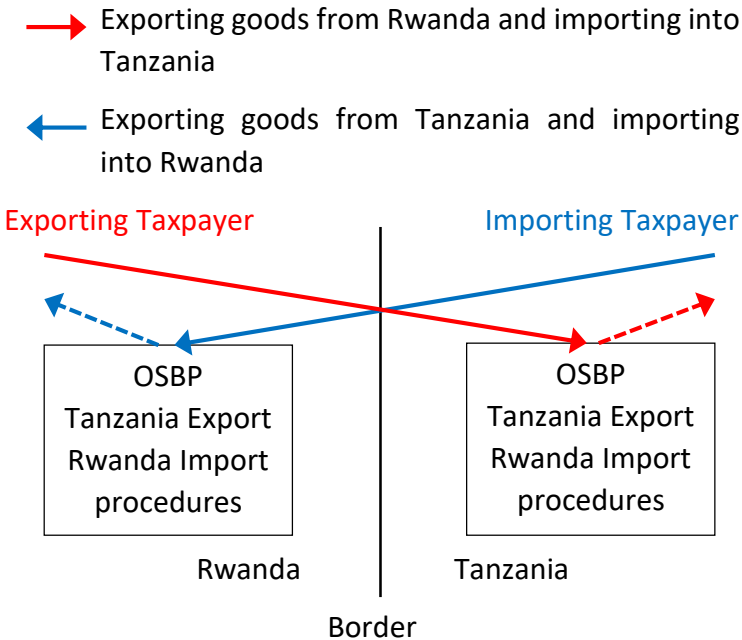 Exporting goods from Rwanda and importing into
Tanzania
Exporting goods from Tanzania and importing
into Rwanda
Exporting Taxpayer
Importing Taxpayer
OSBP
Tanzania Export
Rwanda Import
procedures
OSBP
Tanzania Export
Rwanda Import
procedures
Rwanda
Tanzania
Border